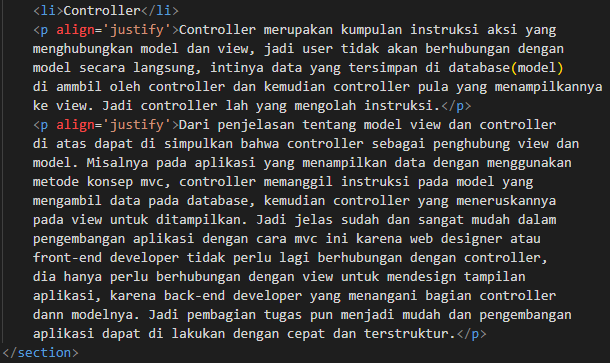 <li>Controller</li>
<p align='justify'>Controller merupakan kumpulan instruksi aksi yang
menghubungkan model dan view, jadi user tidak akan berhubungan dengan
model secara langsung, intinya data yang tersimpan di database(model)
di ammbil oleh controller dan kemudian controller pula yang menampilkannya
ke view. Jadi controller lah yang mengolah instruksi.</p>
<p align='justify'>Dari penjelasan tentang model view dan controller
di atas dapat di simpulkan bahwa controller sebagai penghubung view dan
model. Misalnya pada aplikasi yang menampilkan data dengan menggunakan
metode konsep mvc, controller memanggil instruksi pada model yang
mengambil data pada database, kemudian controller yang meneruskannya
pada view untuk ditampilkan. Jadi jelas sudah dan sangat mudah dalam
pengembangan aplikasi dengan cara mvc ini karena web designer atau
front-end developer tidak perlu lagi berhubungan dengan controller,
dia hanya perlu berhubungan dengan view untuk mendesign tampilan
aplikasi, karena back-end developer yang menangani bagian controller
dann modelnya. Jadi pembagian tugas pun menjadi mudah dan pengembangan
aplikasi dapat di lakukan dengan cepat dan terstruktur.</p>
</section>